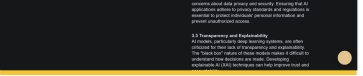 concerns about data privacy and security. Ensuring that AI
applications adhere to privacy standards and regulations is
essential to protect individuals' personal information and
prevent unauthorized access.
3.3 Transparency and Explainability
AI models, particularly deep learning systems, are often
criticized for their lack of transparency and explainability.
The "black box" nature of these models makes it difficult to
understand how decisions are made. Developing
explainable AI (XAI) techniques can help improve trust and